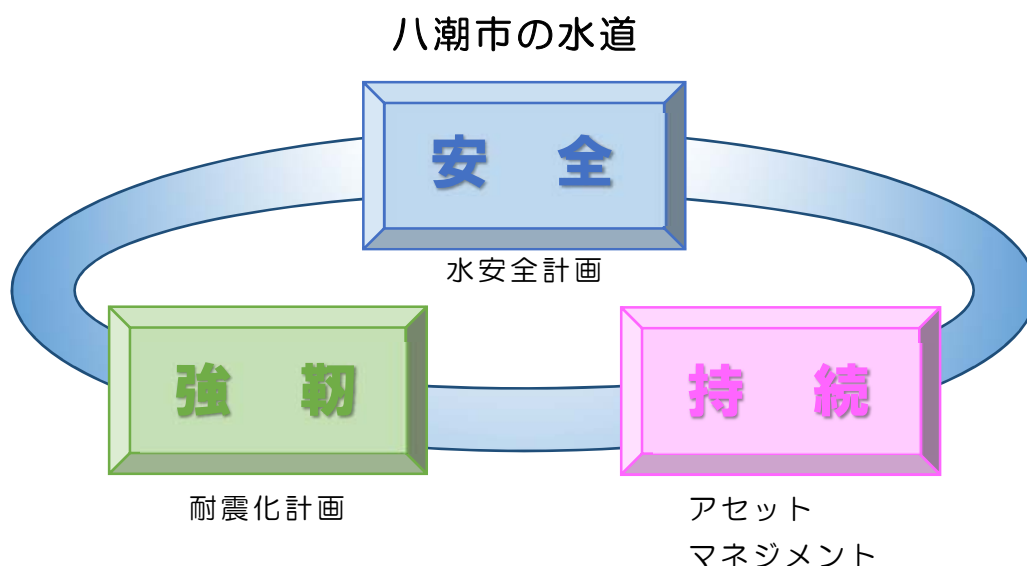 八潮市の水道
安 全
水安全計画
強 靭
耐震化計画
持 続
アセット
マネジメント